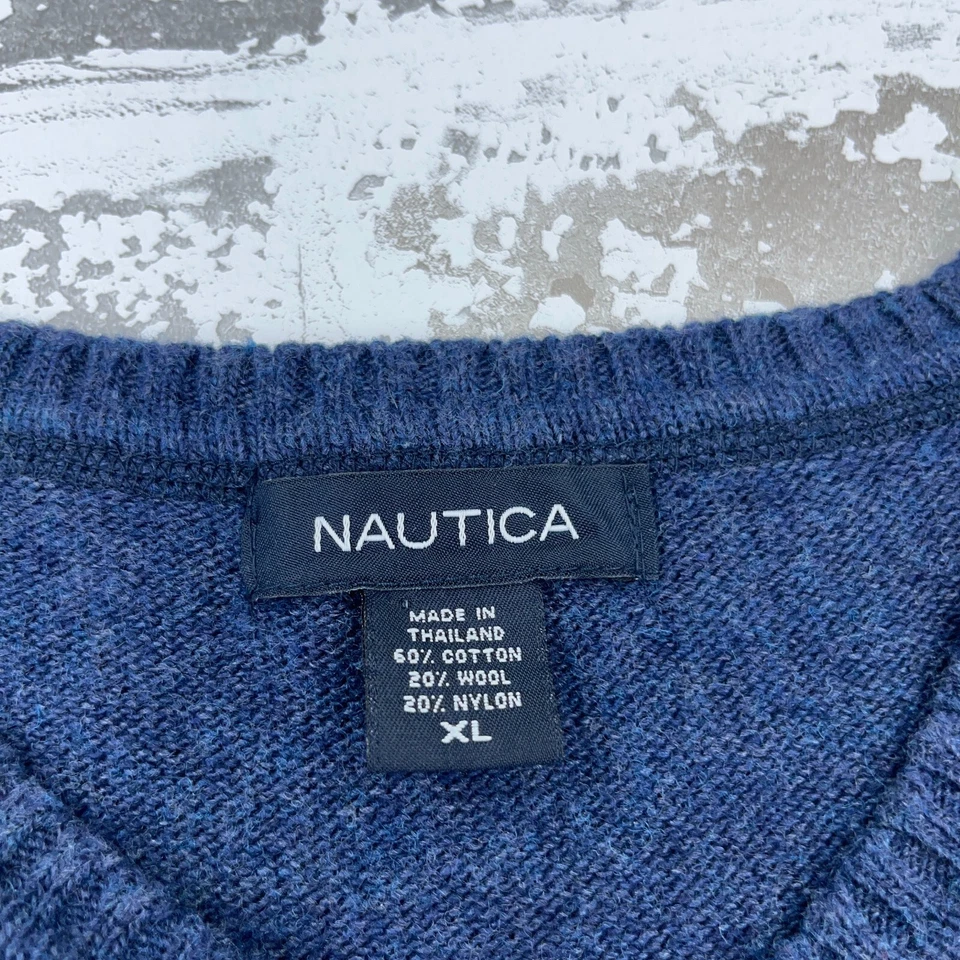 NAUTICA
MADE IN
THAILAND
60% COTTON
20% WOOL
20% NYLON
XL